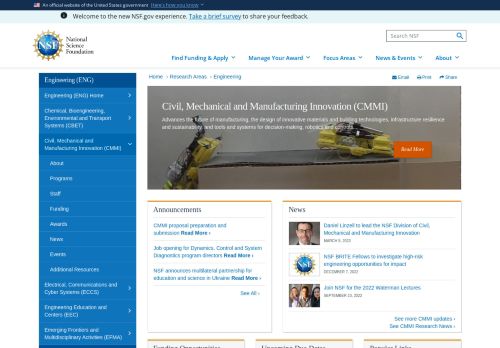 An official website of the United States government Here's how you know
Welcome to the new NSF.gov experience. Take a brief survey to share your feedback.
NSF
National
Science
Foundation
Search NSF
Find Funding & Apply
Manage Your Award
Focus Areas
News & Events
About
Engineering (ENG)
Engineering (ENG) Home
Chemical, Bioengineering,
Environmental and Transport
Systems (CBET)
Civil, Mechanical and
Manufacturing Innovation (CMMI)
About
Programs
Staff
Funding
Awards
News
Events
Additional Resources
Electrical, Communications and
Cyber Systems (ECCS)
Engineering Education and
Centers (EEC)
Emerging Frontiers and
Multidisciplinary Activities (EFMA)
Home › Research Areas › Engineering
Email Print Share
Civil, Mechanical and Manufacturing Innovation (CMMI)
Advances the future of manufacturing, the design of innovative materials and building technologies, infrastructure resilience
and sustainability, and tools and systems for decision-making, robotics and controls.
Read More
Announcements
CMMI proposal preparation and
submission Read More ›
Job opening for Dynamics, Control and System
Diagnostics program directors Read More ›
NSF announces multilateral partnership for
education and science in Ukraine Read More ›
See All ›
News
Daniel Linzell to lead the NSF Division of Civil,
Mechanical and Manufacturing Innovation
NSF
NSF BRITE Fellows to investigate high-risk
engineering opportunities for impact
DECEMBER 7, 2022
Join NSF for the 2022 Waterman Lectures
See more CMMI updates ›
See CMMI Research News ›
Funding Opportunities
Upcoming Due Dates
Popular Links